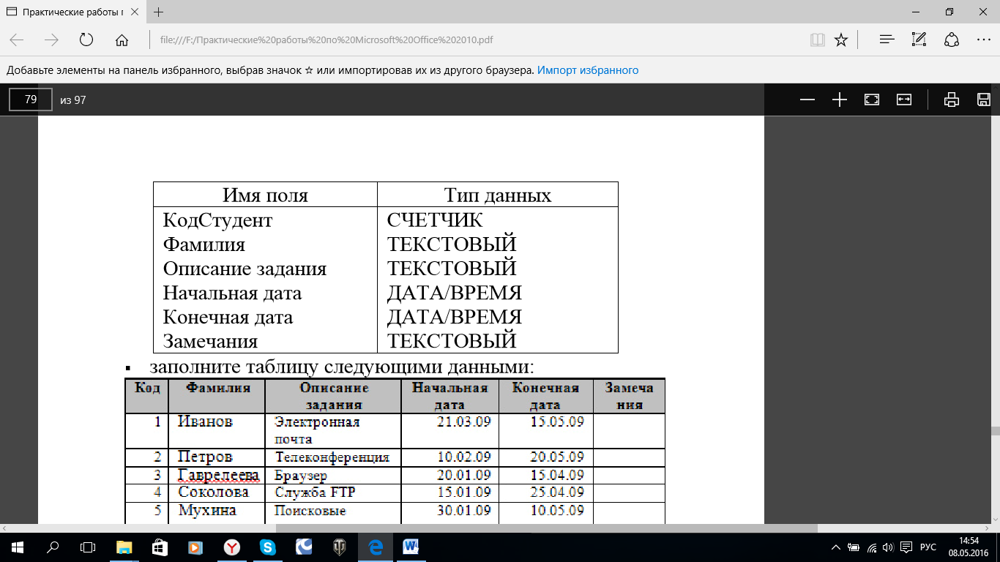 Практические работы п
file:///F:/Практические%20работы%20по%20Microsoft%20Office%202010.pdf
Добавьте элементы на панель избранного, выбрав значок ☆ или импортировав их из другого браузера. Импорт избранного
79 из 97
Имя поля Тип данных
КодСтудент СЧЕТЧИК
Фамилия ТЕКСТОВЫЙ
Описание задания ТЕКСТОВЫЙ
Начальная дата ДАТА/ВРЕМЯ
Конечная дата ДАТА/ВРЕМЯ
Замечания ТЕКСТОВЫЙ
▪ заполните таблицу следующими данными:
Код Фамилия Описание Начальная Конечная Замеча
задания дата дата ния
1 Иванов Электронная 21.03.09 15.05.09
почта
2 Петров Телеконференция 10.02.09 20.05.09
3 Гаврелеева Браузер 20.01.09 15.04.09
4 Соколова Служба FTP 15.01.09 25.04.09
5 Мухина Поисковые 30.01.09 10.05.09
РУС 14:54
08.05.2016